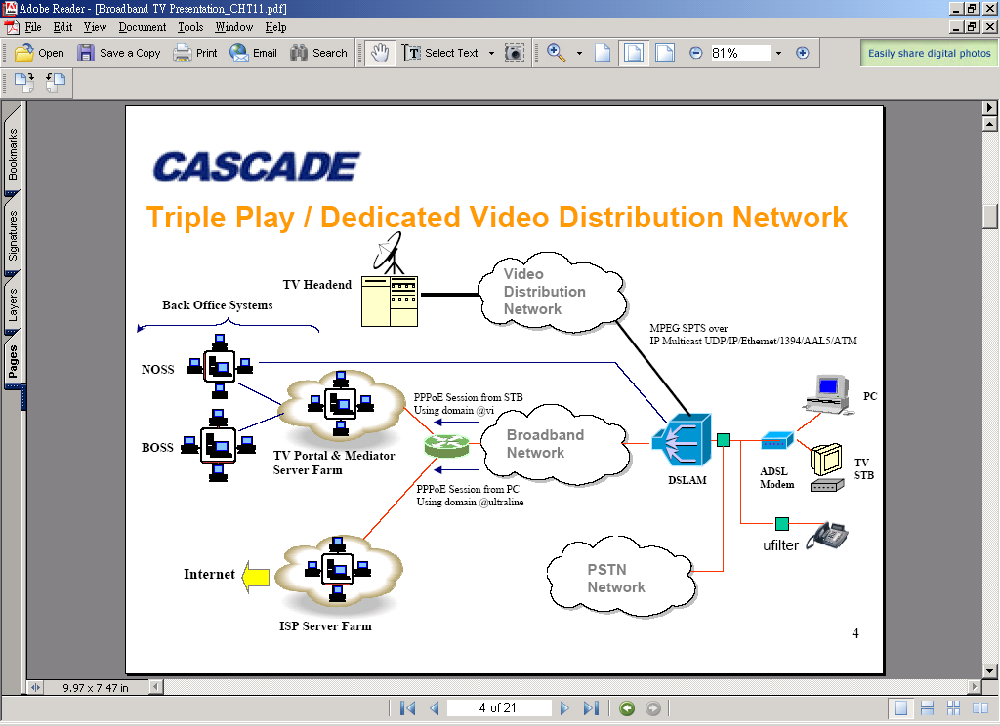 Adobe Reader - [Broadband TV Presentation_CHT11.pdf]
File Edit View Document Tools Window Help
Open Save a Copy Print Email Search Select Text 81% Easily share digital photos
Bookmarks
Signatures
Layers
Pages
CASCADE
Triple Play / Dedicated Video Distribution Network
TV Headend
Video
Distribution
Network
Back Office Systems
MPEG SPTS over
IP Multicast UDP/IP/Ethernet/1394/AAL5/ATM
NOSS
PPPoE Session from STB
Using domain @vi
PC
BOSS
TV Portal & Mediator
Server Farm
Broadband
Network
DSLAM
ADSL
Modem
TV
STB
PPPoE Session from PC
Using domain @ultraline
ufilter
Internet
PSTN
Network
ISP Server Farm
4
9.97 x 7.47 in
4 of 21